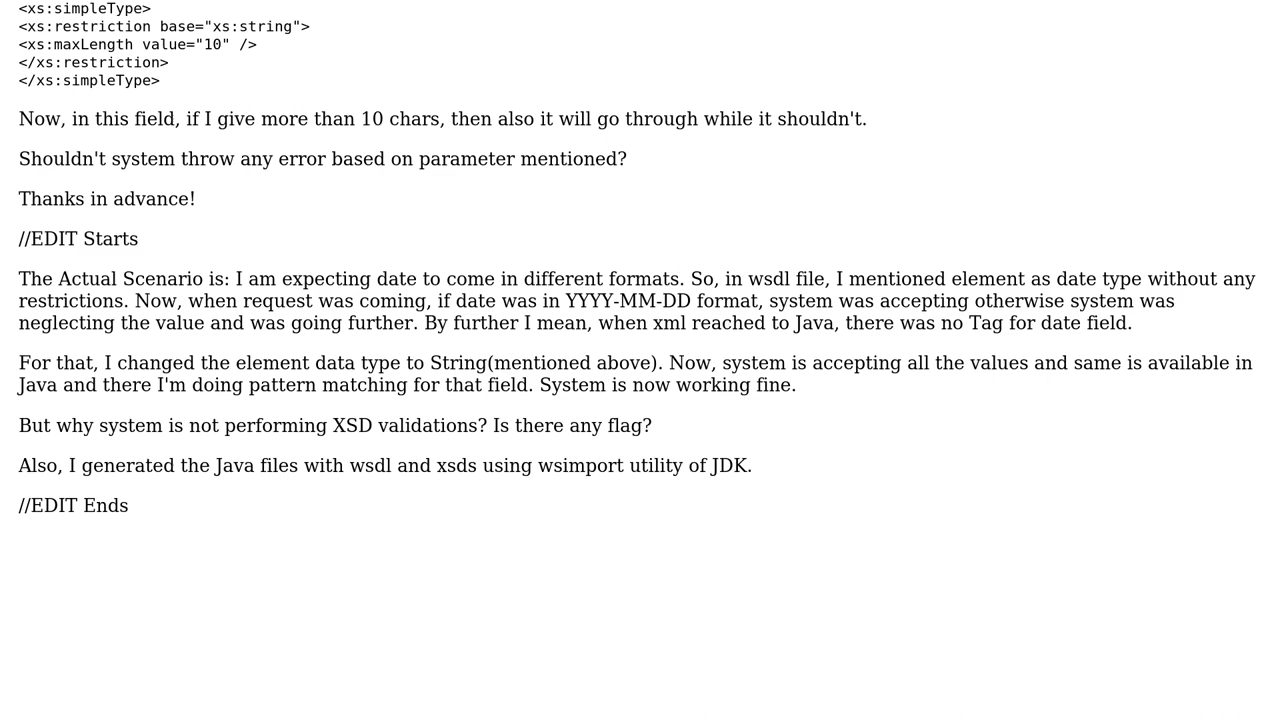 <xs:simpleType>
<xs:restriction base="xs:string">
<xs:maxLength value="10" />
</xs:restriction>
</xs:simpleType>
Now, in this field, if I give more than 10 chars, then also it will go through while it shouldn't.
Shouldn't system throw any error based on parameter mentioned?
Thanks in advance!
//EDIT Starts
The Actual Scenario is: I am expecting date to come in different formats. So, in wsdl file, I mentioned element as date type without any
restrictions. Now, when request was coming, if date was in YYYY-MM-DD format, system was accepting otherwise system was
neglecting the value and was going further. By further I mean, when xml reached to Java, there was no Tag for date field.
For that, I changed the element data type to String(mentioned above). Now, system is accepting all the values and same is available in
Java and there I'm doing pattern matching for that field. System is now working fine.
But why system is not performing XSD validations? Is there any flag?
Also, I generated the Java files with wsdl and xsds using wsimport utility of JDK.
//EDIT Ends